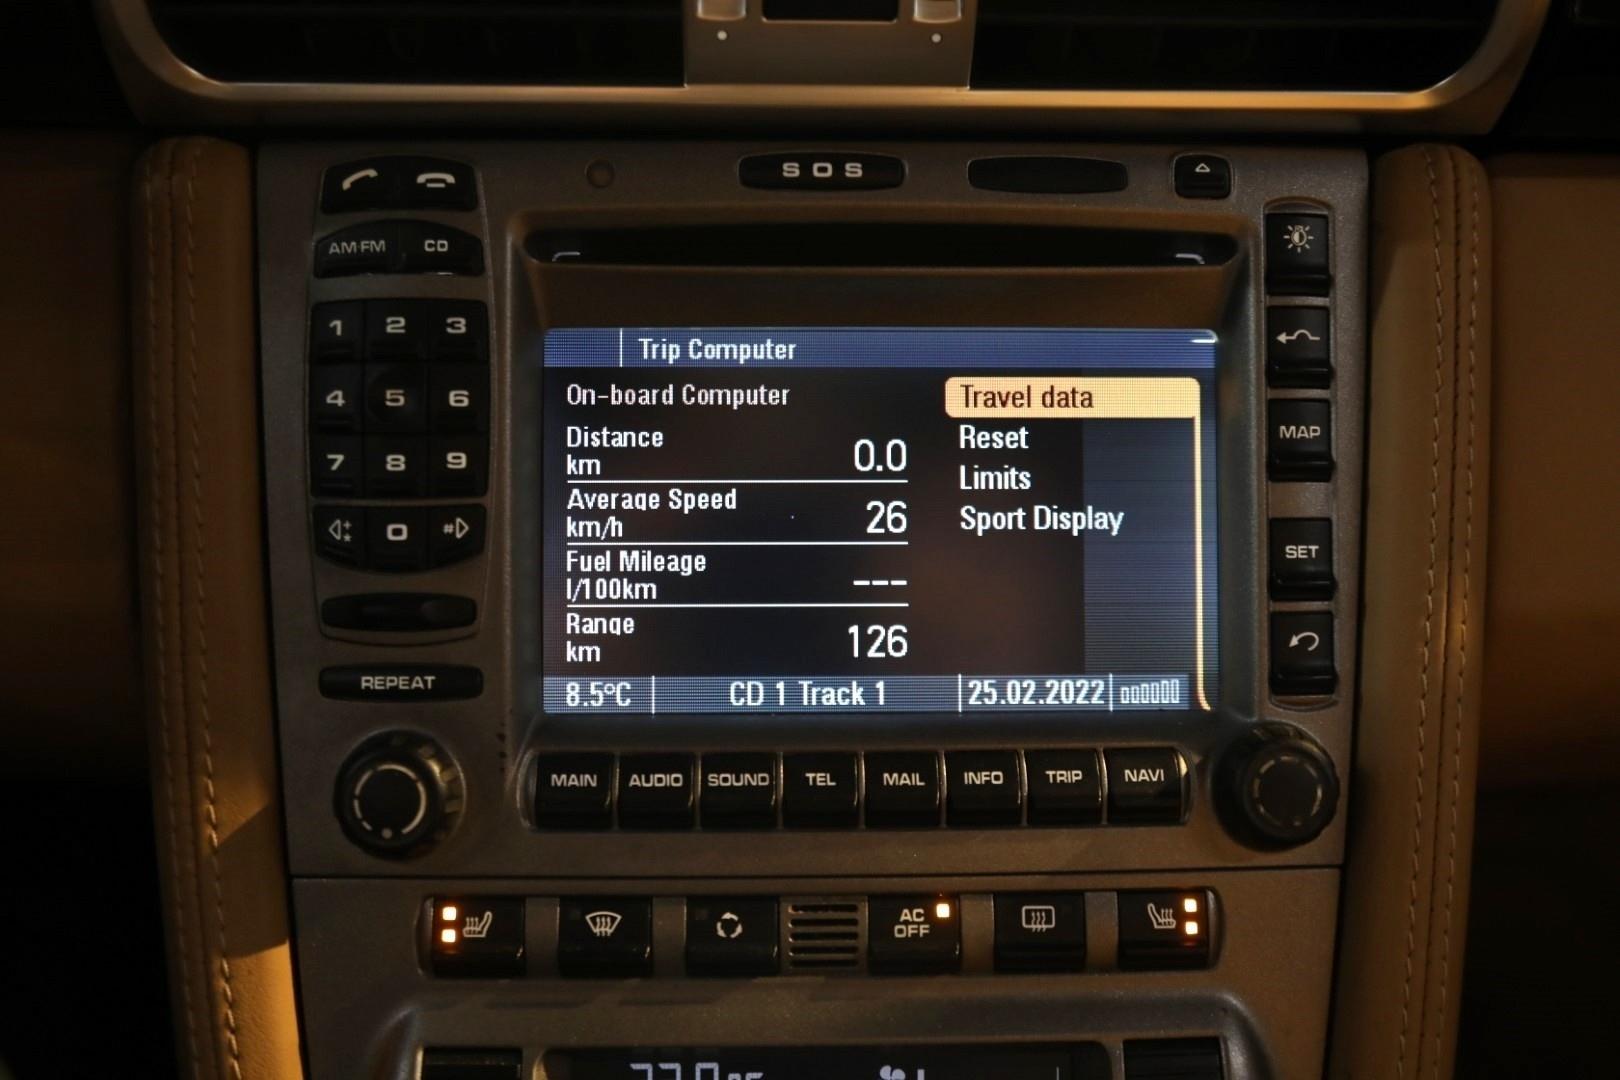 SOS
AM·FM CD
1 2 3
4 5 6
7 8 9
* 0 #
REPEAT
Trip Computer
On-board Computer
Distance
km 0.0
Average Speed
km/h 26
Fuel Mileage
l/100km ---
Range
km 126
Travel data
Reset
Limits
Sport Display
8.5°C CD 1 Track 1 25.02.2022
MAP
SET
MAIN AUDIO SOUND TEL MAIL INFO TRIP NAVI
AC
OFF